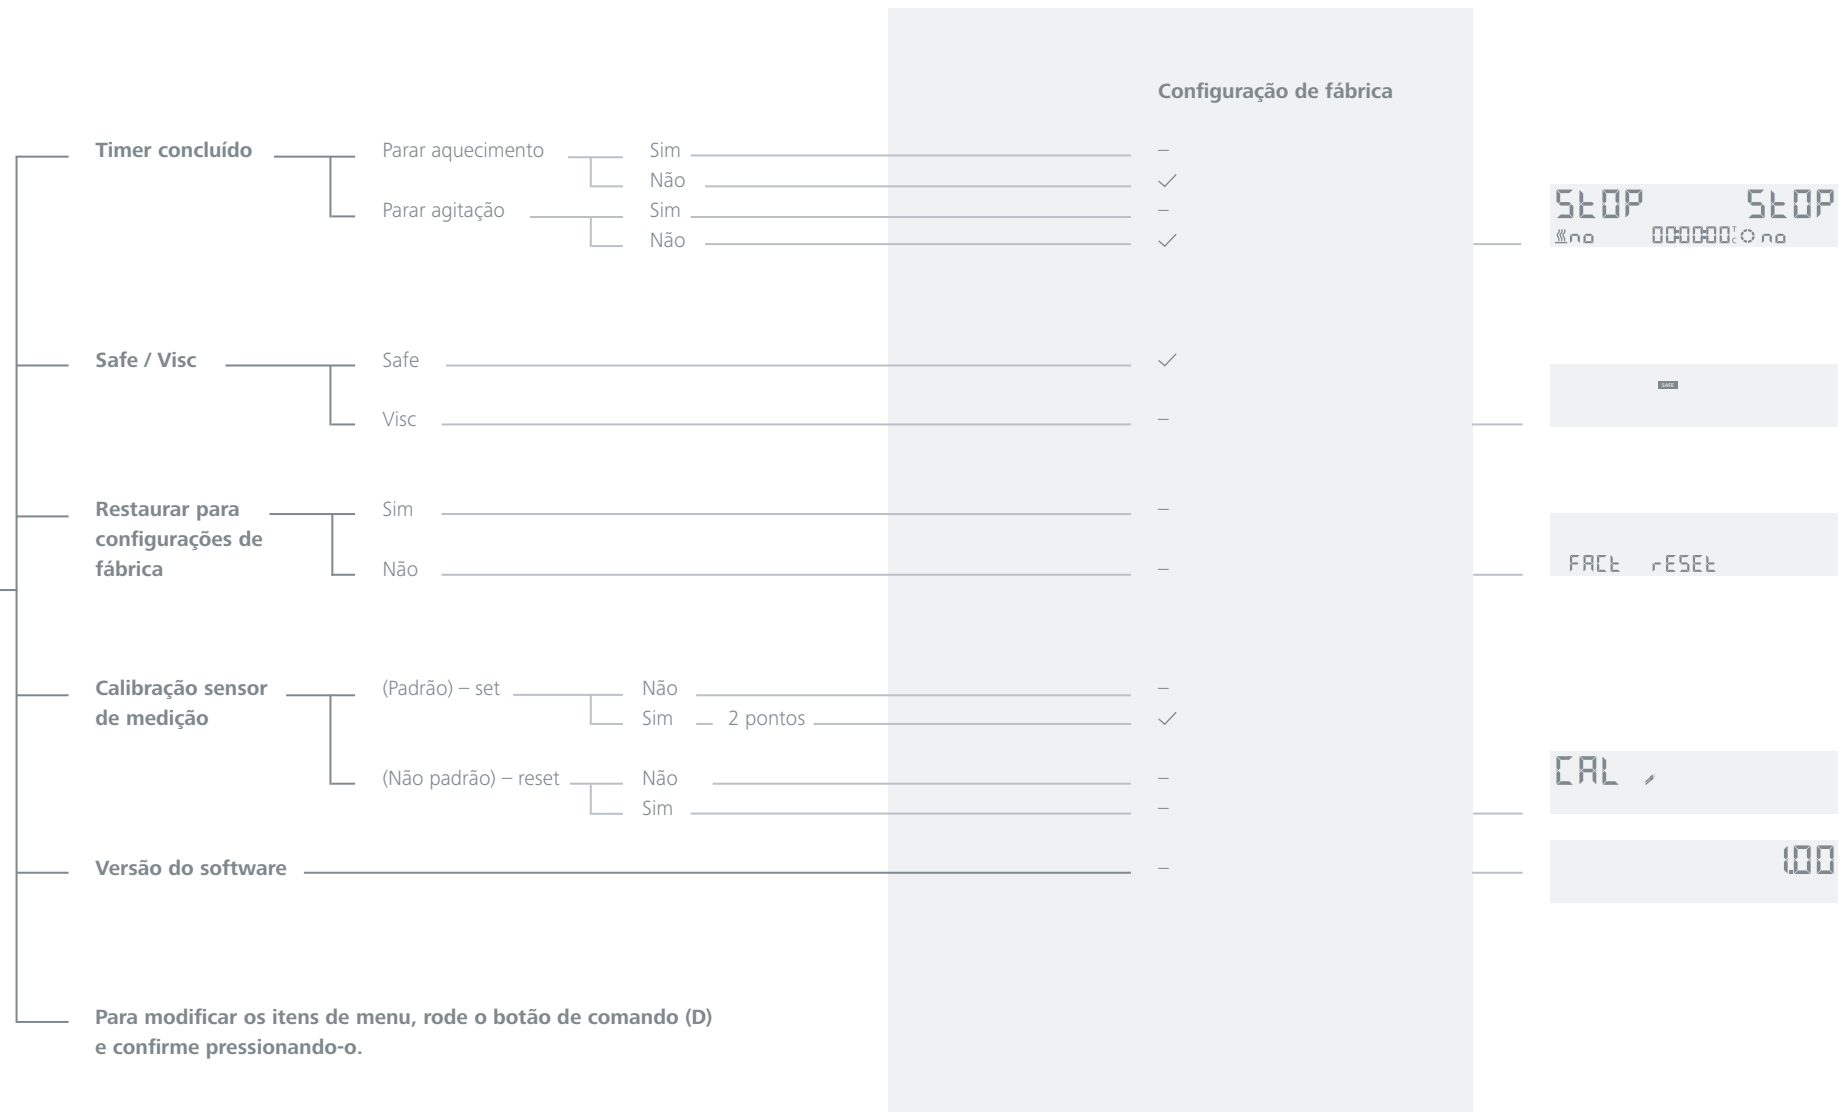 Configuração de fábrica
Timer concluído Parar aquecimento Sim –
Não ✓
Parar agitação Sim –
Não ✓
StOP StOP
no 00:00:00 TC no
Safe / Visc Safe ✓
SAFE
Visc –
Restaurar para configurações de fábrica Sim –
Não –
FACt rESEt
Calibração sensor de medição (Padrão) – set Não –
Sim 2 pontos ✓
(Não padrão) – reset Não –
Sim –
CAL
Versão do software –
1.00
Para modificar os itens de menu, rode o botão de comando (D)
e confirme pressionando-o.